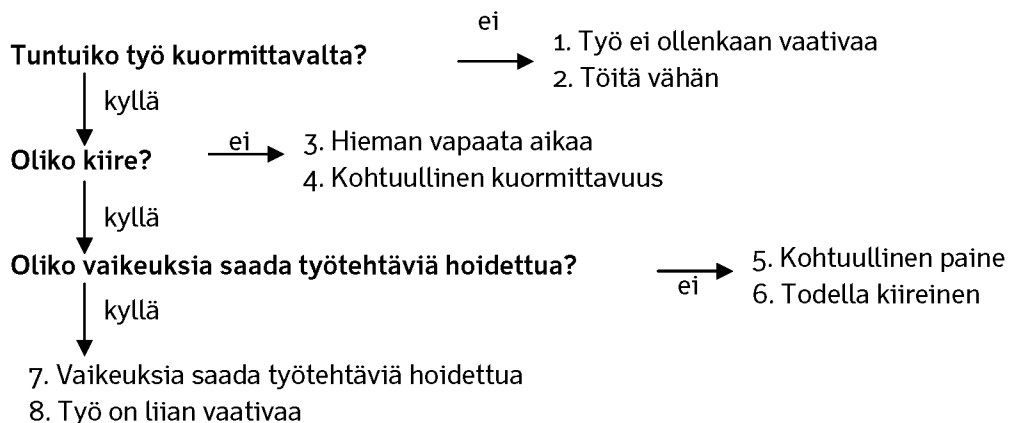 ei
Tuntuiko työ kuormittavalta?
1. Työ ei ollenkaan vaativaa
2. Töitä vähän
kyllä
Oliko kiire?
ei
3. Hieman vapaata aikaa
4. Kohtuullinen kuormittavuus
kyllä
Oliko vaikeuksia saada työtehtäviä hoidettua?
ei
5. Kohtuullinen paine
6. Todella kiireinen
kyllä
7. Vaikeuksia saada työtehtäviä hoidettua
8. Työ on liian vaativaa